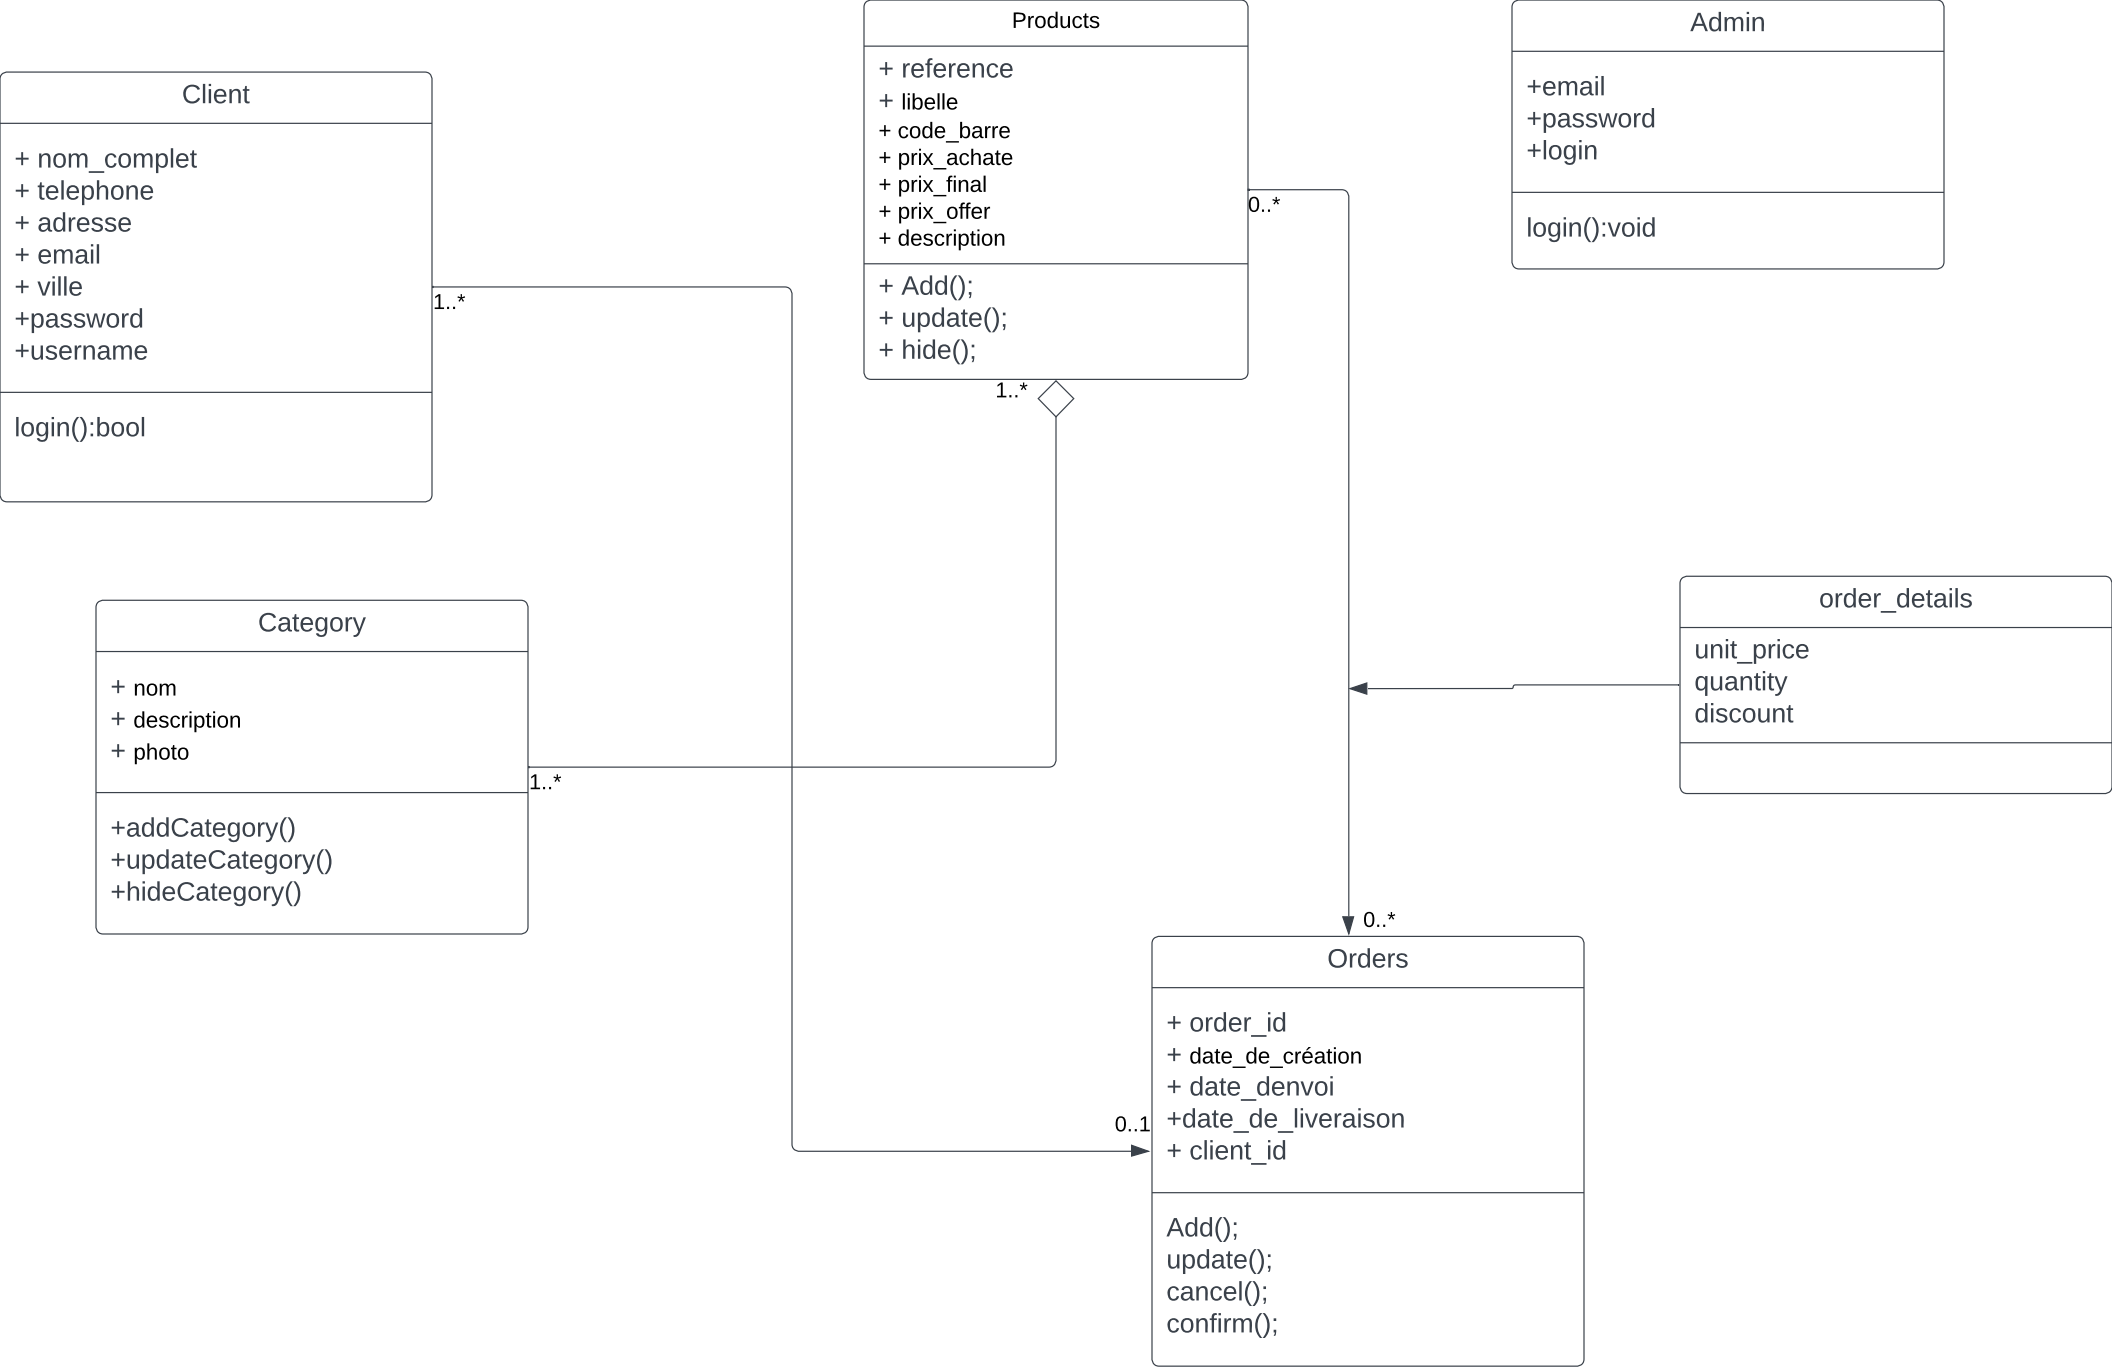 Products
+ reference
+ libelle
+ code_barre
+ prix_achate
+ prix_final
+ prix_offer
+ description
+ Add();
+ update();
+ hide();
1..*
0..*
Admin
+email
+password
+login
login():void
Client
+ nom_complet
+ telephone
+ adresse
+ email
+ ville
+password
+username
login():bool
1..*
Category
+ nom
+ description
+ photo
+addCategory()
+updateCategory()
+hideCategory()
1..*
order_details
unit_price
quantity
discount
0..*
0..1
Orders
+ order_id
+ date_de_création
+ date_denvoi
+date_de_liveraison
+ client_id
Add();
update();
cancel();
confirm();